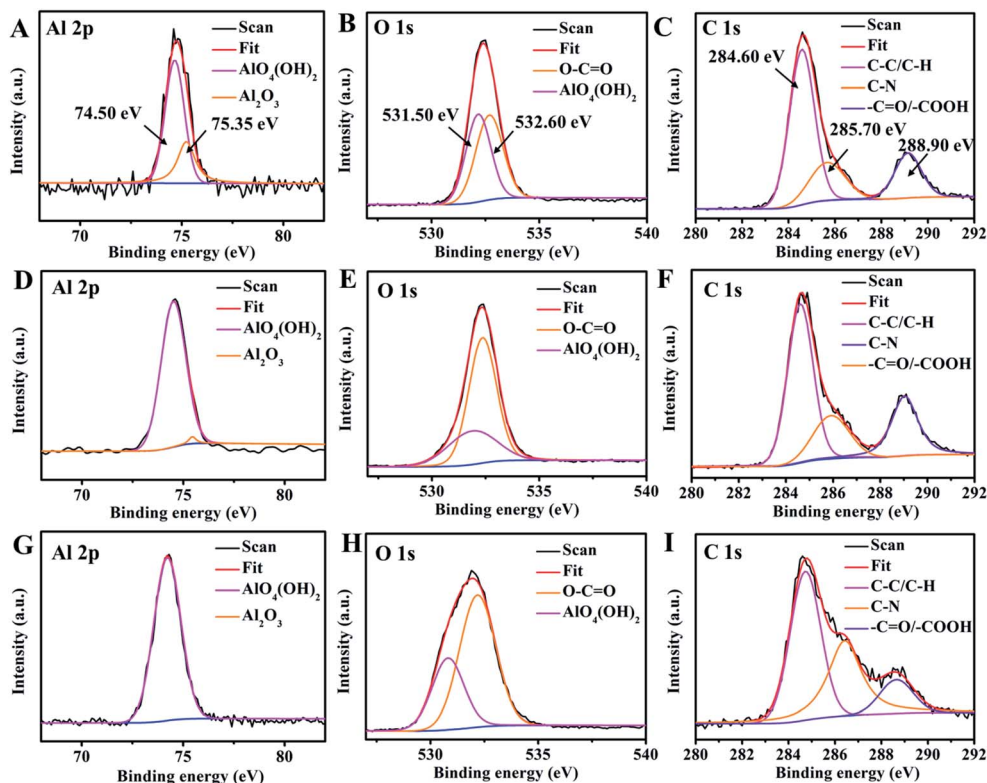 A
Al 2p
Scan
Fit
AlO₄(OH)₂
Al₂O₃
74.50 eV
75.35 eV
Intensity (a.u.)
70 75 80
Binding energy (eV)
B
O 1s
Scan
Fit
O-C=O
AlO₄(OH)₂
531.50 eV
532.60 eV
Intensity (a.u.)
530 535 540
Binding energy (eV)
C
C 1s
Scan
Fit
C-C/C-H
C-N
-C=O/-COOH
284.60 eV
285.70 eV
288.90 eV
Intensity (a.u.)
280 282 284 286 288 290 292
Binding energy (eV)
D
Al 2p
Scan
Fit
AlO₄(OH)₂
Al₂O₃
Intensity (a.u.)
70 75 80
Binding energy (eV)
E
O 1s
Scan
Fit
O-C=O
AlO₄(OH)₂
Intensity (a.u.)
530 535 540
Binding energy (eV)
F
C 1s
Scan
Fit
C-C/C-H
C-N
-C=O/-COOH
Intensity (a.u.)
280 282 284 286 288 290 292
Binding energy (eV)
G
Al 2p
Scan
Fit
AlO₄(OH)₂
Al₂O₃
Intensity (a.u.)
70 75 80
Binding energy (eV)
H
O 1s
Scan
Fit
O-C=O
AlO₄(OH)₂
Intensity (a.u.)
530 535 540
Binding energy (eV)
I
C 1s
Scan
Fit
C-C/C-H
C-N
-C=O/-COOH
Intensity (a.u.)
280 282 284 286 288 290 292
Binding energy (eV)